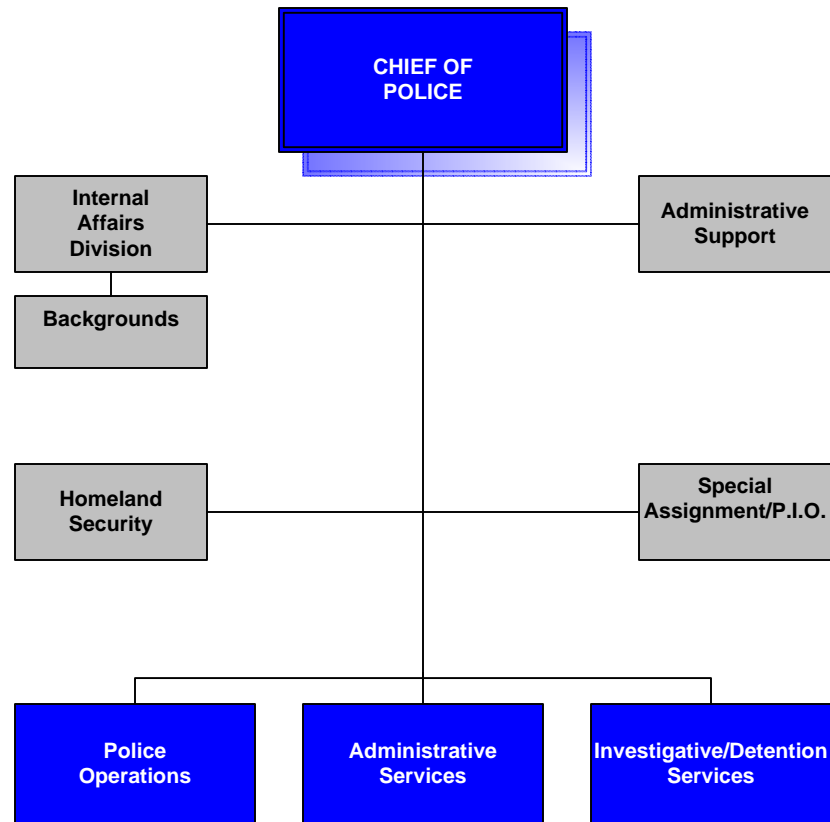 CHIEF OF
POLICE
Internal
Affairs
Division
Administrative
Support
Backgrounds
Homeland
Security
Special
Assignment/P.I.O.
Police
Operations
Administrative
Services
Investigative/Detention
Services